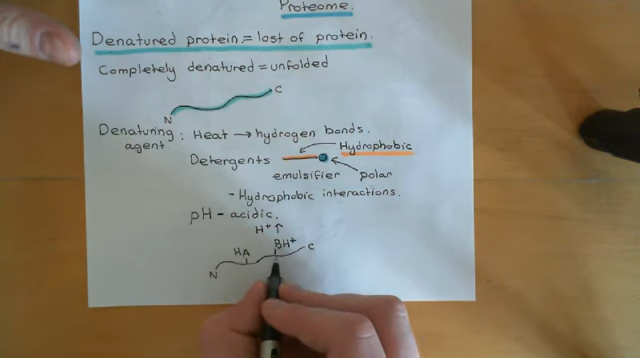 Proteome.
Denatured protein = lost of protein.
Completely denatured = unfolded
C
N
Denaturing agent : Heat → hydrogen bonds.
Hydrophobic
Detergents
emulsifier polar
- Hydrophobic interactions.
pH - acidic.
H+ ↑
HA BH+ C
N